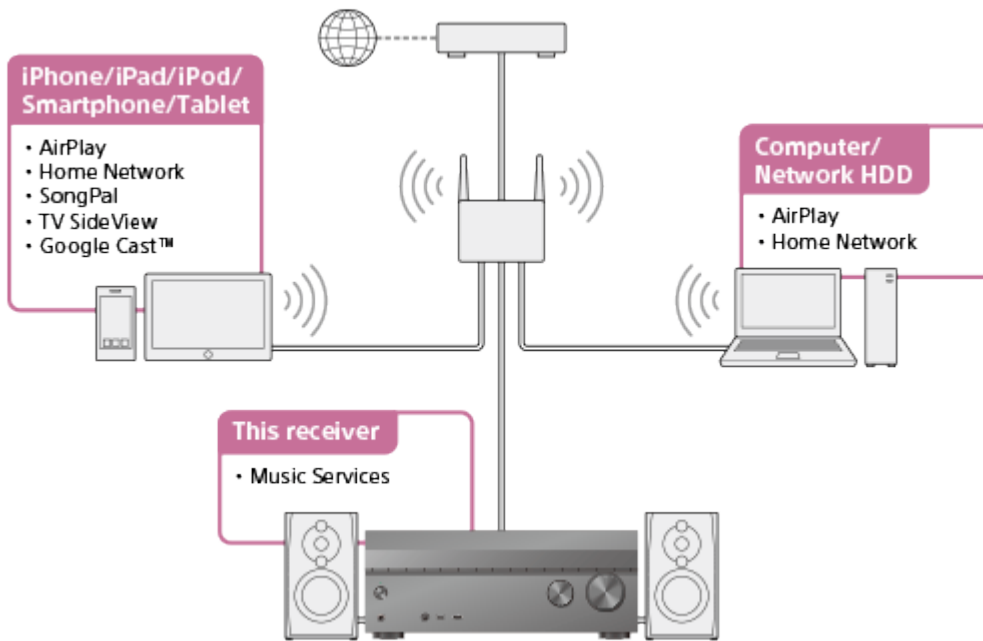 iPhone/iPad/iPod/
Smartphone/Tablet
• AirPlay
• Home Network
• SongPal
• TV SideView
• Google Cast™
Computer/
Network HDD
• AirPlay
• Home Network
This receiver
• Music Services